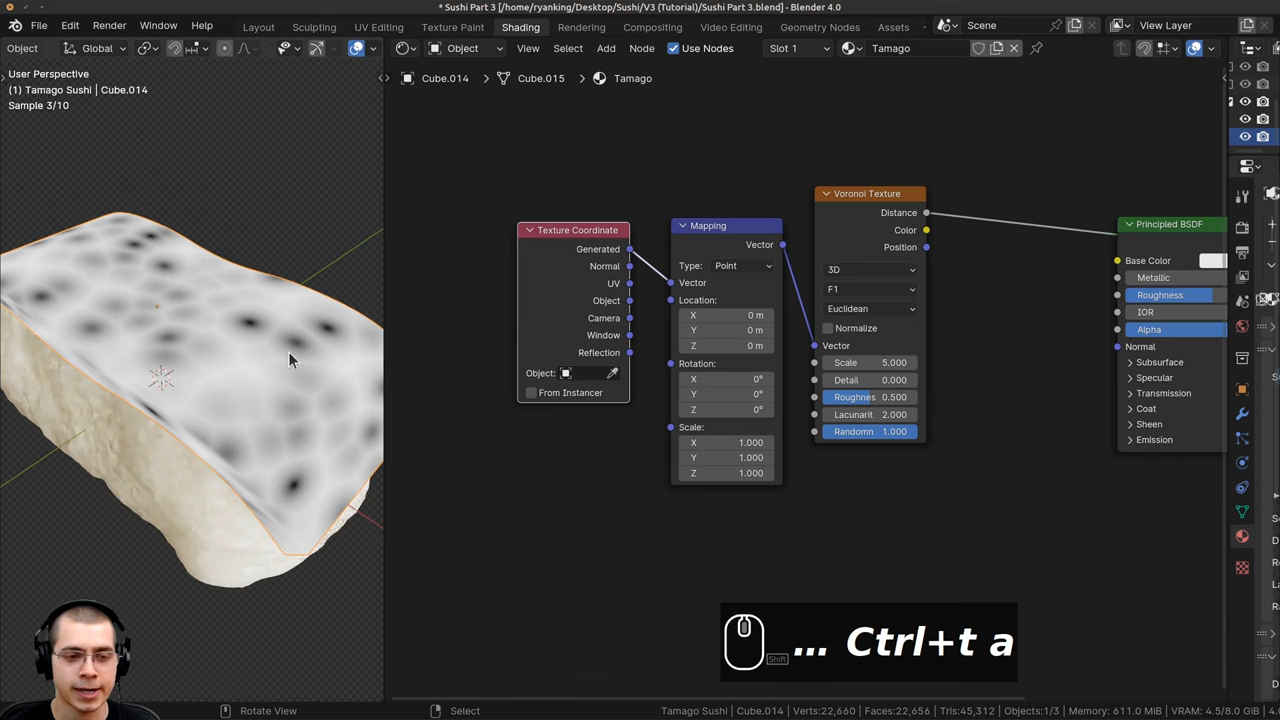 * Sushi Part 3 [/home/ryanking/Desktop/Sushi/V3 (Tutorial)/Sushi Part 3.blend] - Blender 4.0
File Edit Render Window Help Layout Modeling Sculpting UV Editing Texture Paint Shading Rendering Compositing Video Editing Geometry Nodes Assets Scene View Layer
Object Global Object View Select Add Node Use Nodes Slot 1 Tamago
User Perspective
(1) Tamago Sushi | Cube.014
Sample 3/10
Cube.014 Cube.015 Tamago
Texture Coordinate
Generated
Normal
UV
Object
Camera
Window
Reflection
Object:
From Instancer
Mapping
Vector
Type: Point
Vector
Location:
X 0 m
Y 0 m
Z 0 m
Rotation:
X 0°
Y 0°
Z 0°
Scale:
X 1.000
Y 1.000
Z 1.000
Voronoi Texture
Distance
Color
Position
3D
F1
Euclidean
Normalize
Vector
Scale 5.000
Detail 0.000
Roughnes 0.500
Lacunarit 2.000
Randomn 1.000
Principled BSDF
Base Color
Metallic
Roughness
IOR
Alpha
Normal
Subsurface
Specular
Transmission
Coat
Sheen
Emission
Shift ... Ctrl+t a
Rotate View Select Tamago Sushi | Cube.014 Verts:22,660 Faces:22,656 Tris:45,312 Objects:1/3 Memory: 611.0 MiB VRAM: 4.5/8.0 GiB 4.